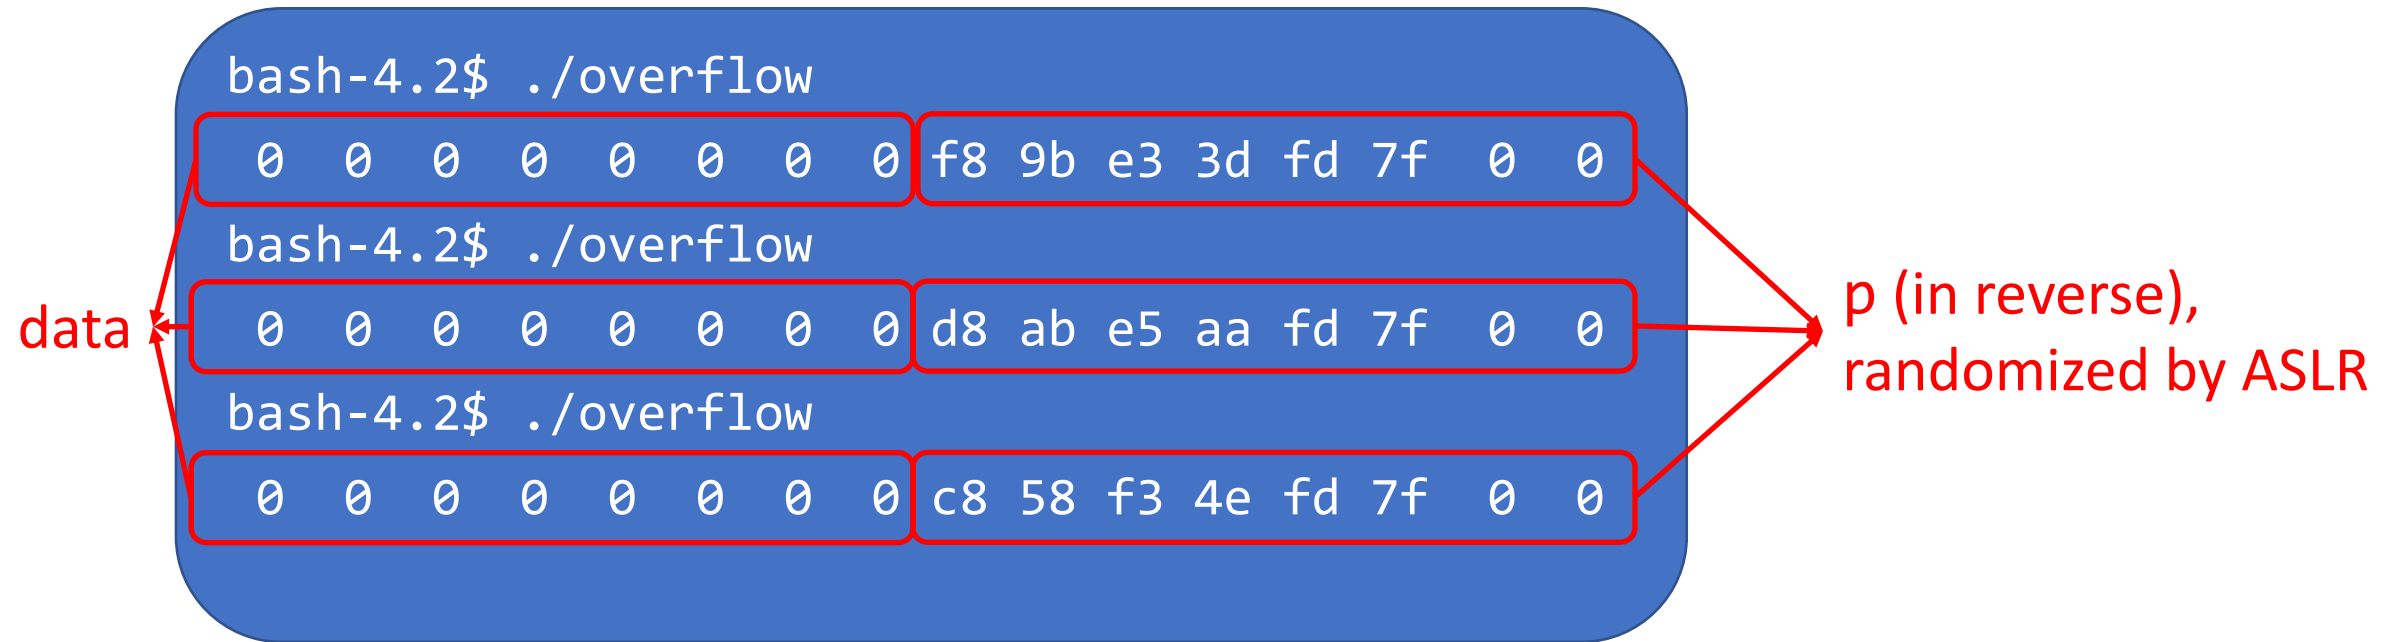 bash-4.2$ ./overflow
0 0 0 0 0 0 0 0 f8 9b e3 3d fd 7f 0 0
bash-4.2$ ./overflow
0 0 0 0 0 0 0 0 d8 ab e5 aa fd 7f 0 0
bash-4.2$ ./overflow
0 0 0 0 0 0 0 0 c8 58 f3 4e fd 7f 0 0
data
p (in reverse),
randomized by ASLR